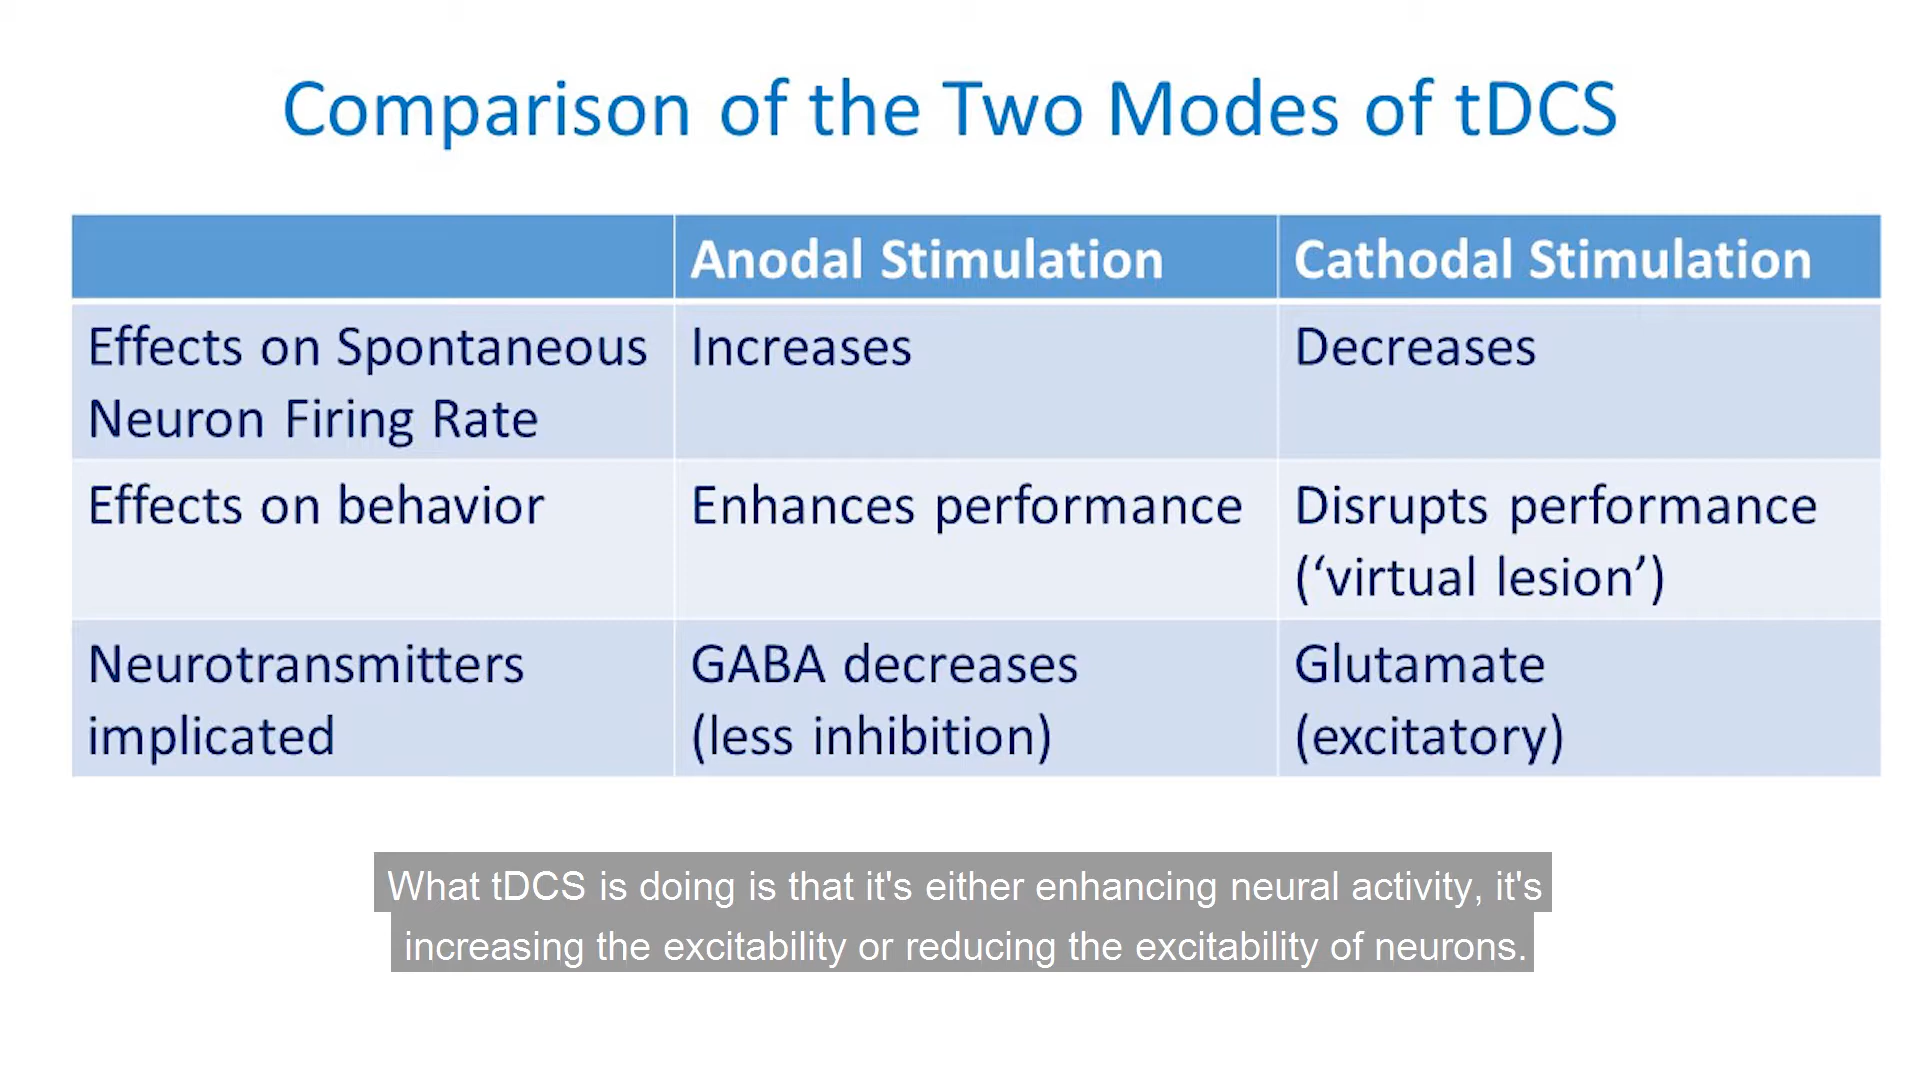 Comparison of the Two Modes of tDCS
Anodal Stimulation
Cathodal Stimulation
Effects on Spontaneous
Neuron Firing Rate
Increases
Decreases
Effects on behavior
Enhances performance
Disrupts performance
(‘virtual lesion’)
Neurotransmitters
implicated
GABA decreases
(less inhibition)
Glutamate
(excitatory)
What tDCS is doing is that it's either enhancing neural activity, it's
increasing the excitability or reducing the excitability of neurons.